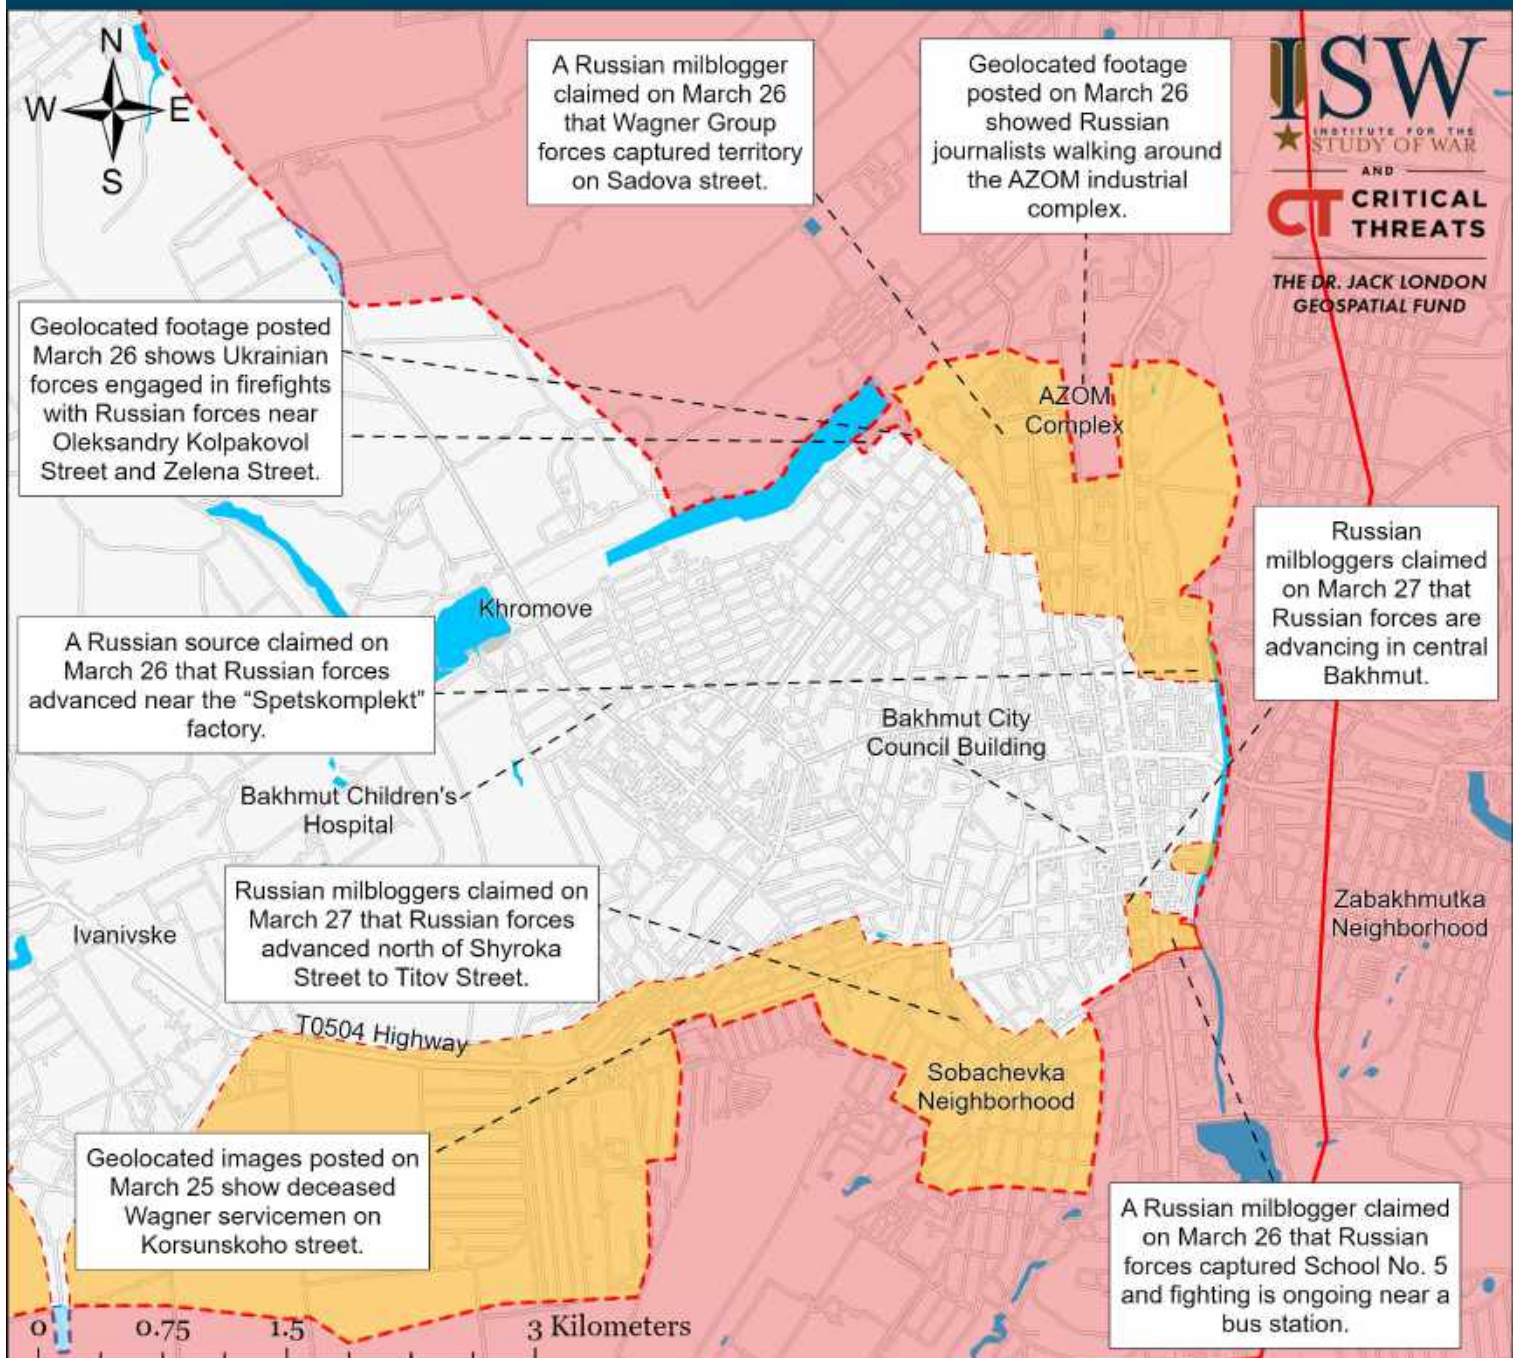 N
W
E
S
A Russian milblogger
claimed on March 26
that Wagner Group
forces captured territory
on Sadova street.
Geolocated footage
posted on March 26
showed Russian
journalists walking around
the AZOM industrial
complex.
ISW
INSTITUTE FOR THE
STUDY OF WAR
AND
CT CRITICAL
THREATS
THE DR. JACK LONDON
GEOSPATIAL FUND
Geolocated footage posted
March 26 shows Ukrainian
forces engaged in firefights
with Russian forces near
Oleksandry Kolpakovol
Street and Zelena Street.
AZOM
Complex
Russian
milbloggers claimed
on March 27 that
Russian forces are
advancing in central
Bakhmut.
Khromove
A Russian source claimed on
March 26 that Russian forces
advanced near the “Spetskomplekt”
factory.
Bakhmut City
Council Building
Bakhmut Children's
Hospital
Russian milbloggers claimed on
March 27 that Russian forces
advanced north of Shyroka
Street to Titov Street.
Zabakhmutka
Neighborhood
Ivanivske
T0504 Highway
Sobachevka
Neighborhood
Geolocated images posted on
March 25 show deceased
Wagner servicemen on
Korsunskoho street.
A Russian milblogger claimed
on March 26 that Russian
forces captured School No. 5
and fighting is ongoing near a
bus station.
0 0.75 1.5 3 Kilometers